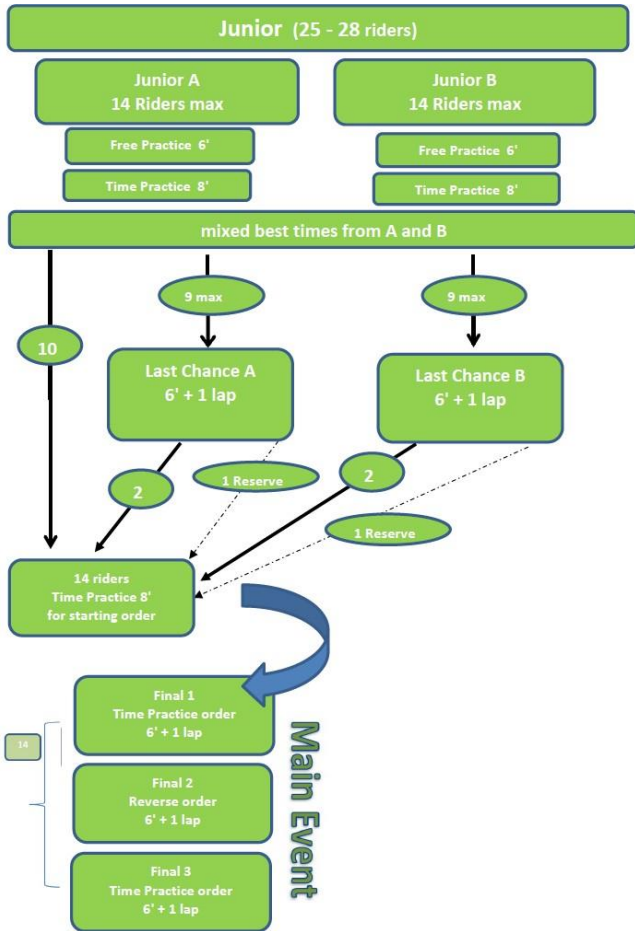 Junior (25 - 28 riders)
Junior A
14 Riders max
Junior B
14 Riders max
Free Practice 6'
Free Practice 6'
Time Practice 8'
Time Practice 8'
mixed best times from A and B
9 max
9 max
10
Last Chance A
6' + 1 lap
Last Chance B
6' + 1 lap
2
1 Reserve
2
1 Reserve
14 riders
Time Practice 8'
for starting order
Final 1
Time Practice order
6' + 1 lap
14
Final 2
Reverse order
6' + 1 lap
Final 3
Time Practice order
6' + 1 lap
Main Event